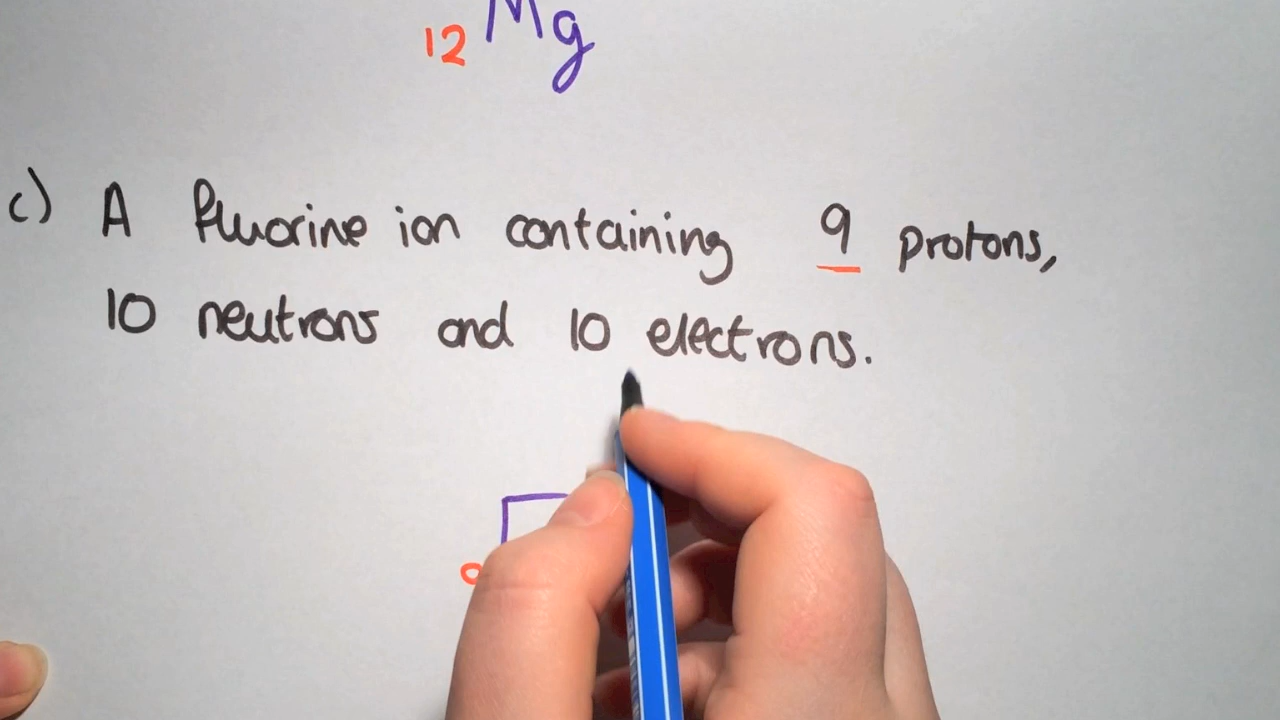 12 Mg
c) A fluorine ion containing 9 protons,
10 neutrons and 10 electrons.